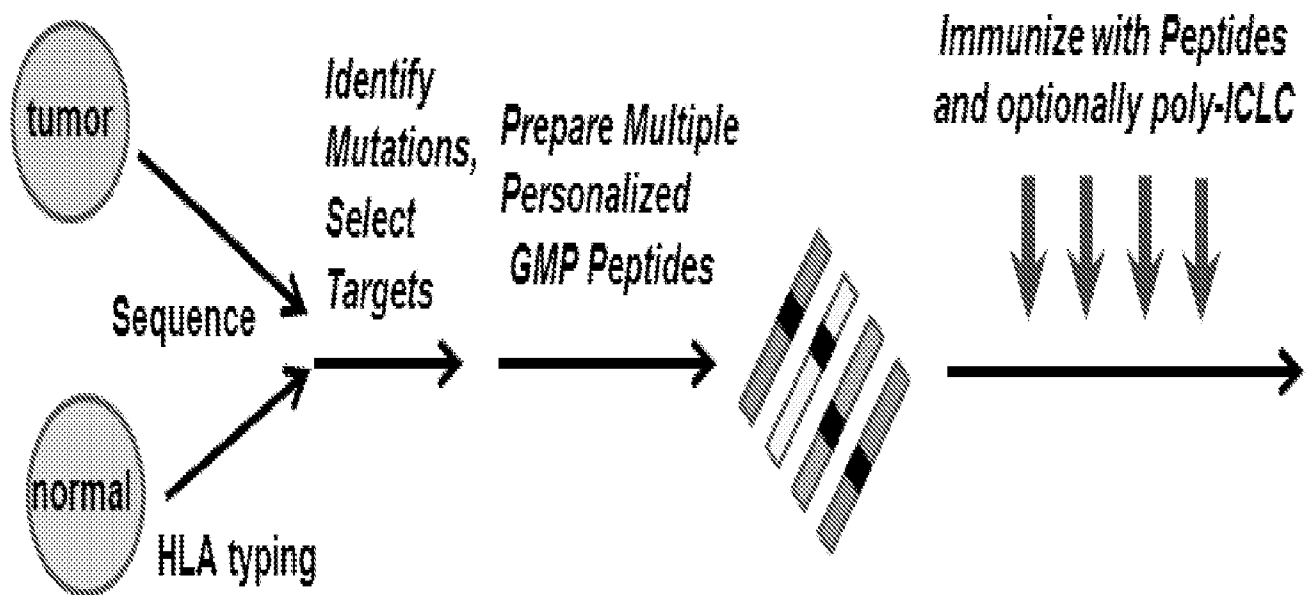 tumor
Sequence
normal
HLA typing
Identify
Mutations,
Select
Targets
Prepare Multiple
Personalized
GMP Peptides
Immunize with Peptides
and optionally poly-ICLC